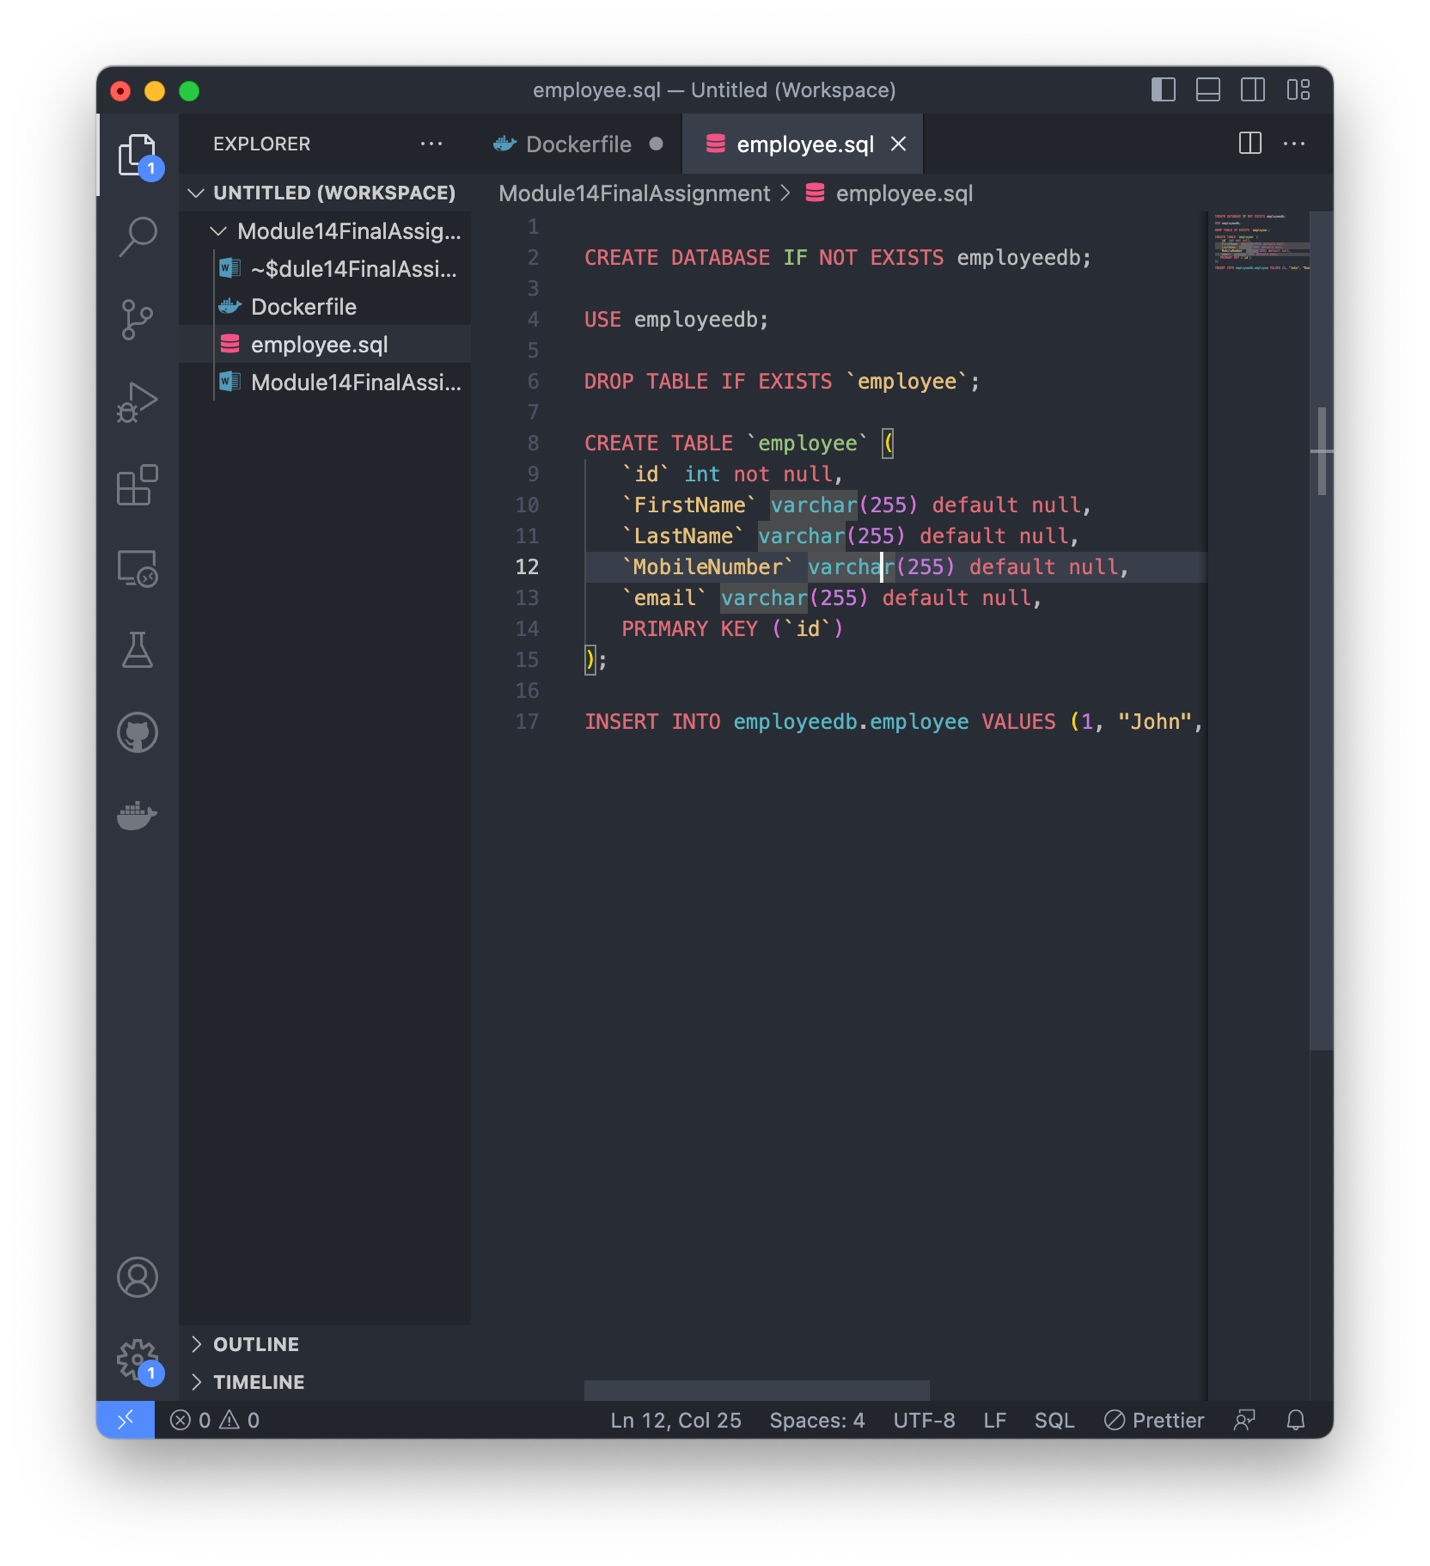 employee.sql — Untitled (Workspace)
EXPLORER
Dockerfile
employee.sql
1
UNTITLED (WORKSPACE)
Module14FinalAssignment
employee.sql
Module14FinalAssig...
~$dule14FinalAssi...
Dockerfile
employee.sql
Module14FinalAssi...
1
2 CREATE DATABASE IF NOT EXISTS employeedb;
3
4 USE employeedb;
5
6 DROP TABLE IF EXISTS `employee`;
7
8 CREATE TABLE `employee` (
9 `id` int not null,
10 `FirstName` varchar(255) default null,
11 `LastName` varchar(255) default null,
12 `MobileNumber` varchar(255) default null,
13 `email` varchar(255) default null,
14 PRIMARY KEY (`id`)
15 );
16
17 INSERT INTO employeedb.employee VALUES (1, "John",
OUTLINE
1
TIMELINE
0 0
Ln 12, Col 25 Spaces: 4 UTF-8 LF SQL Prettier